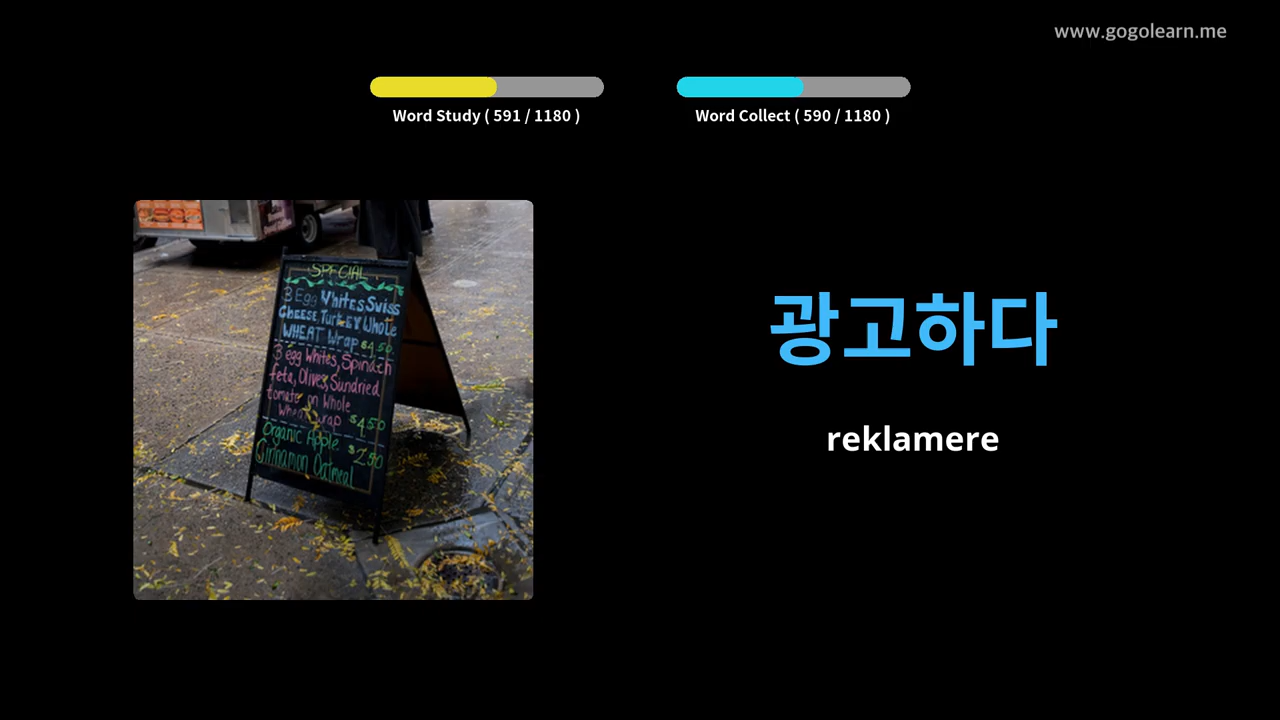 www.gogolearn.me
Word Study ( 591 / 1180 )
Word Collect ( 590 / 1180 )
SPECIAL
3 Egg Whites, Swiss
Cheese, Turkey Whole
WHEAT Wrap $4.50
3 egg Whites, Spinach
feta, Olives, Sundried
tomato on Whole
Wheat Wrap $4.50
Organic Apple
Cinnamon Oatmeal $2.50
광고하다
reklamere